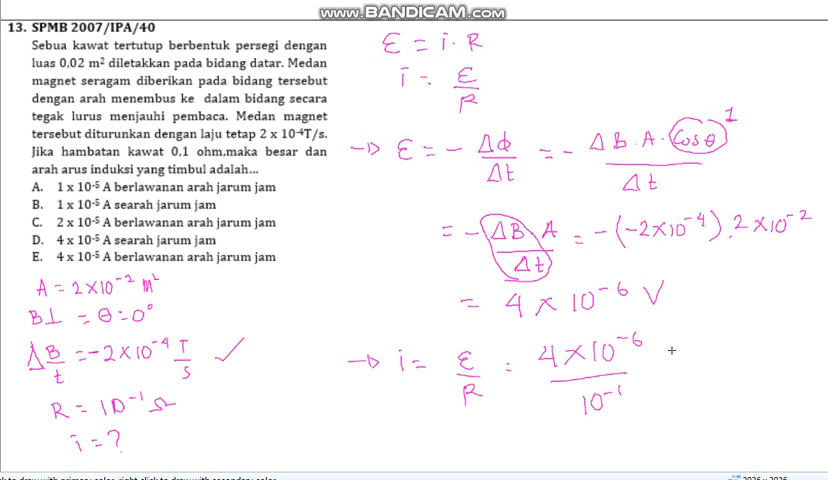 www.BANDICAM.com
13. SPMB 2007/IPA/40
Sebua kawat tertutup berbentuk persegi dengan
luas 0,02 m² diletakkan pada bidang datar. Medan
magnet seragam diberikan pada bidang tersebut
dengan arah menembus ke dalam bidang secara
tegak lurus menjauhi pembaca. Medan magnet
tersebut diturunkan dengan laju tetap 2 x 10⁻⁴T/s.
Jika hambatan kawat 0,1 ohm,maka besar dan
arah arus induksi yang timbul adalah...
A. 1 x 10⁻⁵ A berlawanan arah jarum jam
B. 1 x 10⁻⁵ A searah jarum jam
C. 2 x 10⁻⁵ A berlawanan arah jarum jam
D. 4 x 10⁻⁵ A searah jarum jam
E. 4 x 10⁻⁵ A berlawanan arah jarum jam
A = 2 x 10⁻² m²
B⊥ = θ = 0°
ΔB/t = -2 x 10⁻⁴ T/s ✓
R = 10⁻¹ Ω
i = ?
ε = i . R
i = ε/R
→ ε = - Δφ/Δt = - ΔB . A . Cos θ/Δt 1
= - ΔB A/Δt = -(-2x10⁻⁴) . 2 x 10⁻²
= 4 x 10⁻⁶ V
→ i = ε/R = 4 x 10⁻⁶/10⁻¹